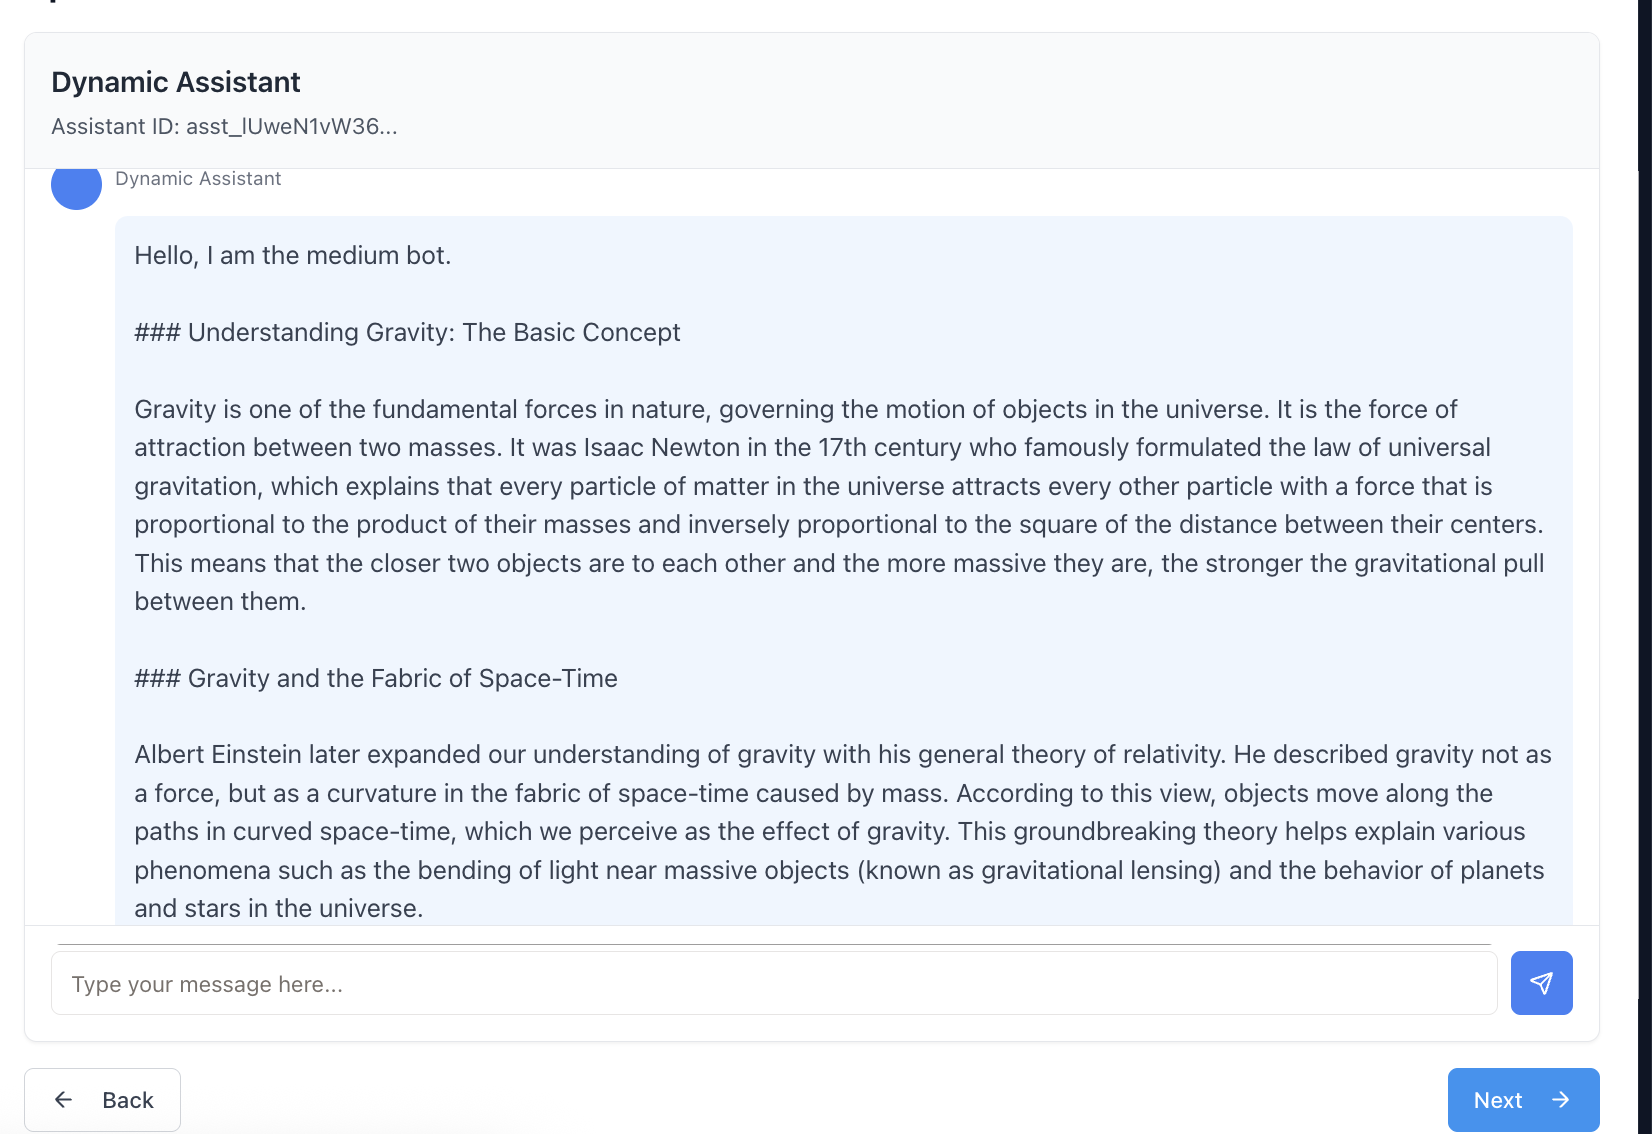 Dynamic Assistant
Assistant ID: asst_lUweN1vW36...
Dynamic Assistant
Hello, I am the medium bot.
### Understanding Gravity: The Basic Concept
Gravity is one of the fundamental forces in nature, governing the motion of objects in the universe. It is the force of
attraction between two masses. It was Isaac Newton in the 17th century who famously formulated the law of universal
gravitation, which explains that every particle of matter in the universe attracts every other particle with a force that is
proportional to the product of their masses and inversely proportional to the square of the distance between their centers.
This means that the closer two objects are to each other and the more massive they are, the stronger the gravitational pull
between them.
### Gravity and the Fabric of Space-Time
Albert Einstein later expanded our understanding of gravity with his general theory of relativity. He described gravity not as
a force, but as a curvature in the fabric of space-time caused by mass. According to this view, objects move along the
paths in curved space-time, which we perceive as the effect of gravity. This groundbreaking theory helps explain various
phenomena such as the bending of light near massive objects (known as gravitational lensing) and the behavior of planets
and stars in the universe.
Type your message here...
Back
Next